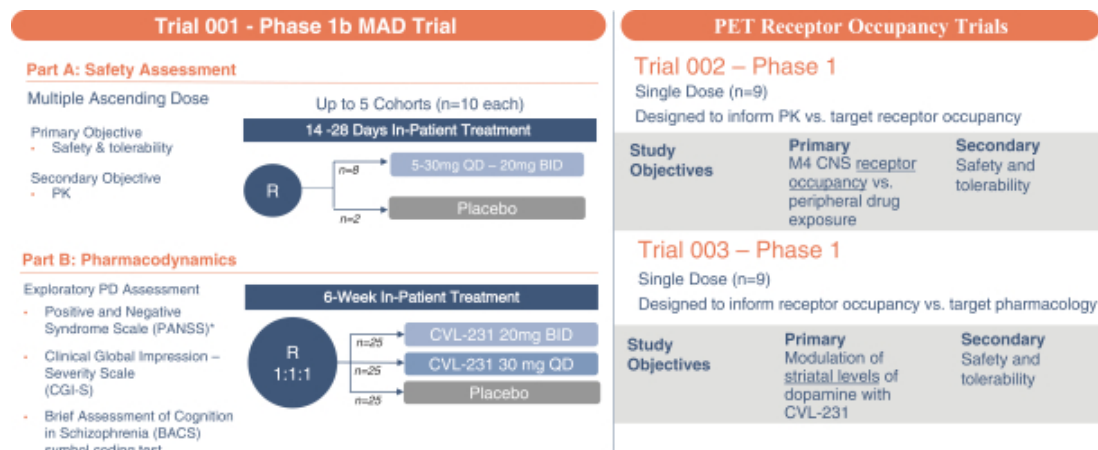 Trial 001 - Phase 1b MAD Trial
Part A: Safety Assessment
Multiple Ascending Dose
Primary Objective
- Safety & tolerability
Secondary Objective
- PK
Up to 5 Cohorts (n=10 each)
14 -28 Days In-Patient Treatment
R
n=8
5-30mg QD – 20mg BID
n=2
Placebo
Part B: Pharmacodynamics
Exploratory PD Assessment
- Positive and Negative
Syndrome Scale (PANSS)*
- Clinical Global Impression –
Severity Scale
(CGI-S)
- Brief Assessment of Cognition
in Schizophrenia (BACS)
symbol coding test
6-Week In-Patient Treatment
R
1:1:1
n=25
CVL-231 20mg BID
n=25
CVL-231 30 mg QD
n=25
Placebo
PET Receptor Occupancy Trials
Trial 002 – Phase 1
Single Dose (n=9)
Designed to inform PK vs. target receptor occupancy
Study
Objectives
Primary
M4 CNS receptor
occupancy vs.
peripheral drug
exposure
Secondary
Safety and
tolerability
Trial 003 – Phase 1
Single Dose (n=9)
Designed to inform receptor occupancy vs. target pharmacology
Study
Objectives
Primary
Modulation of
striatal levels of
dopamine with
CVL-231
Secondary
Safety and
tolerability